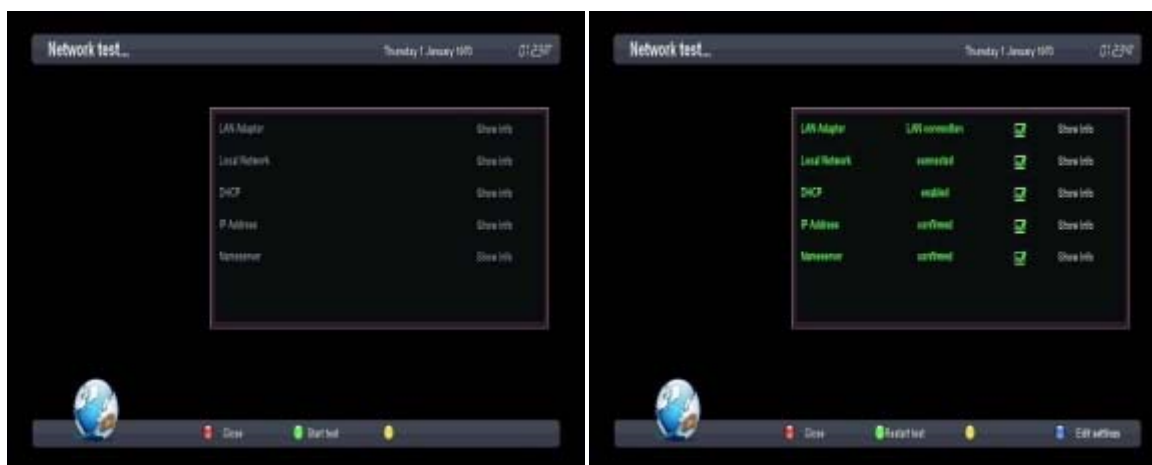 Network test...
Thursday 1 January 1970
LAN Adapter Show Info
Local Network Show Info
DHCP Show Info
IP Address Show Info
Nameserver Show Info
Close Start test
Network test...
Thursday 1 January 1970
LAN Adapter LAN connection Show Info
Local Network connected Show Info
DHCP enabled Show Info
IP Address confirmed Show Info
Nameserver confirmed Show Info
Close Restart test Edit settings